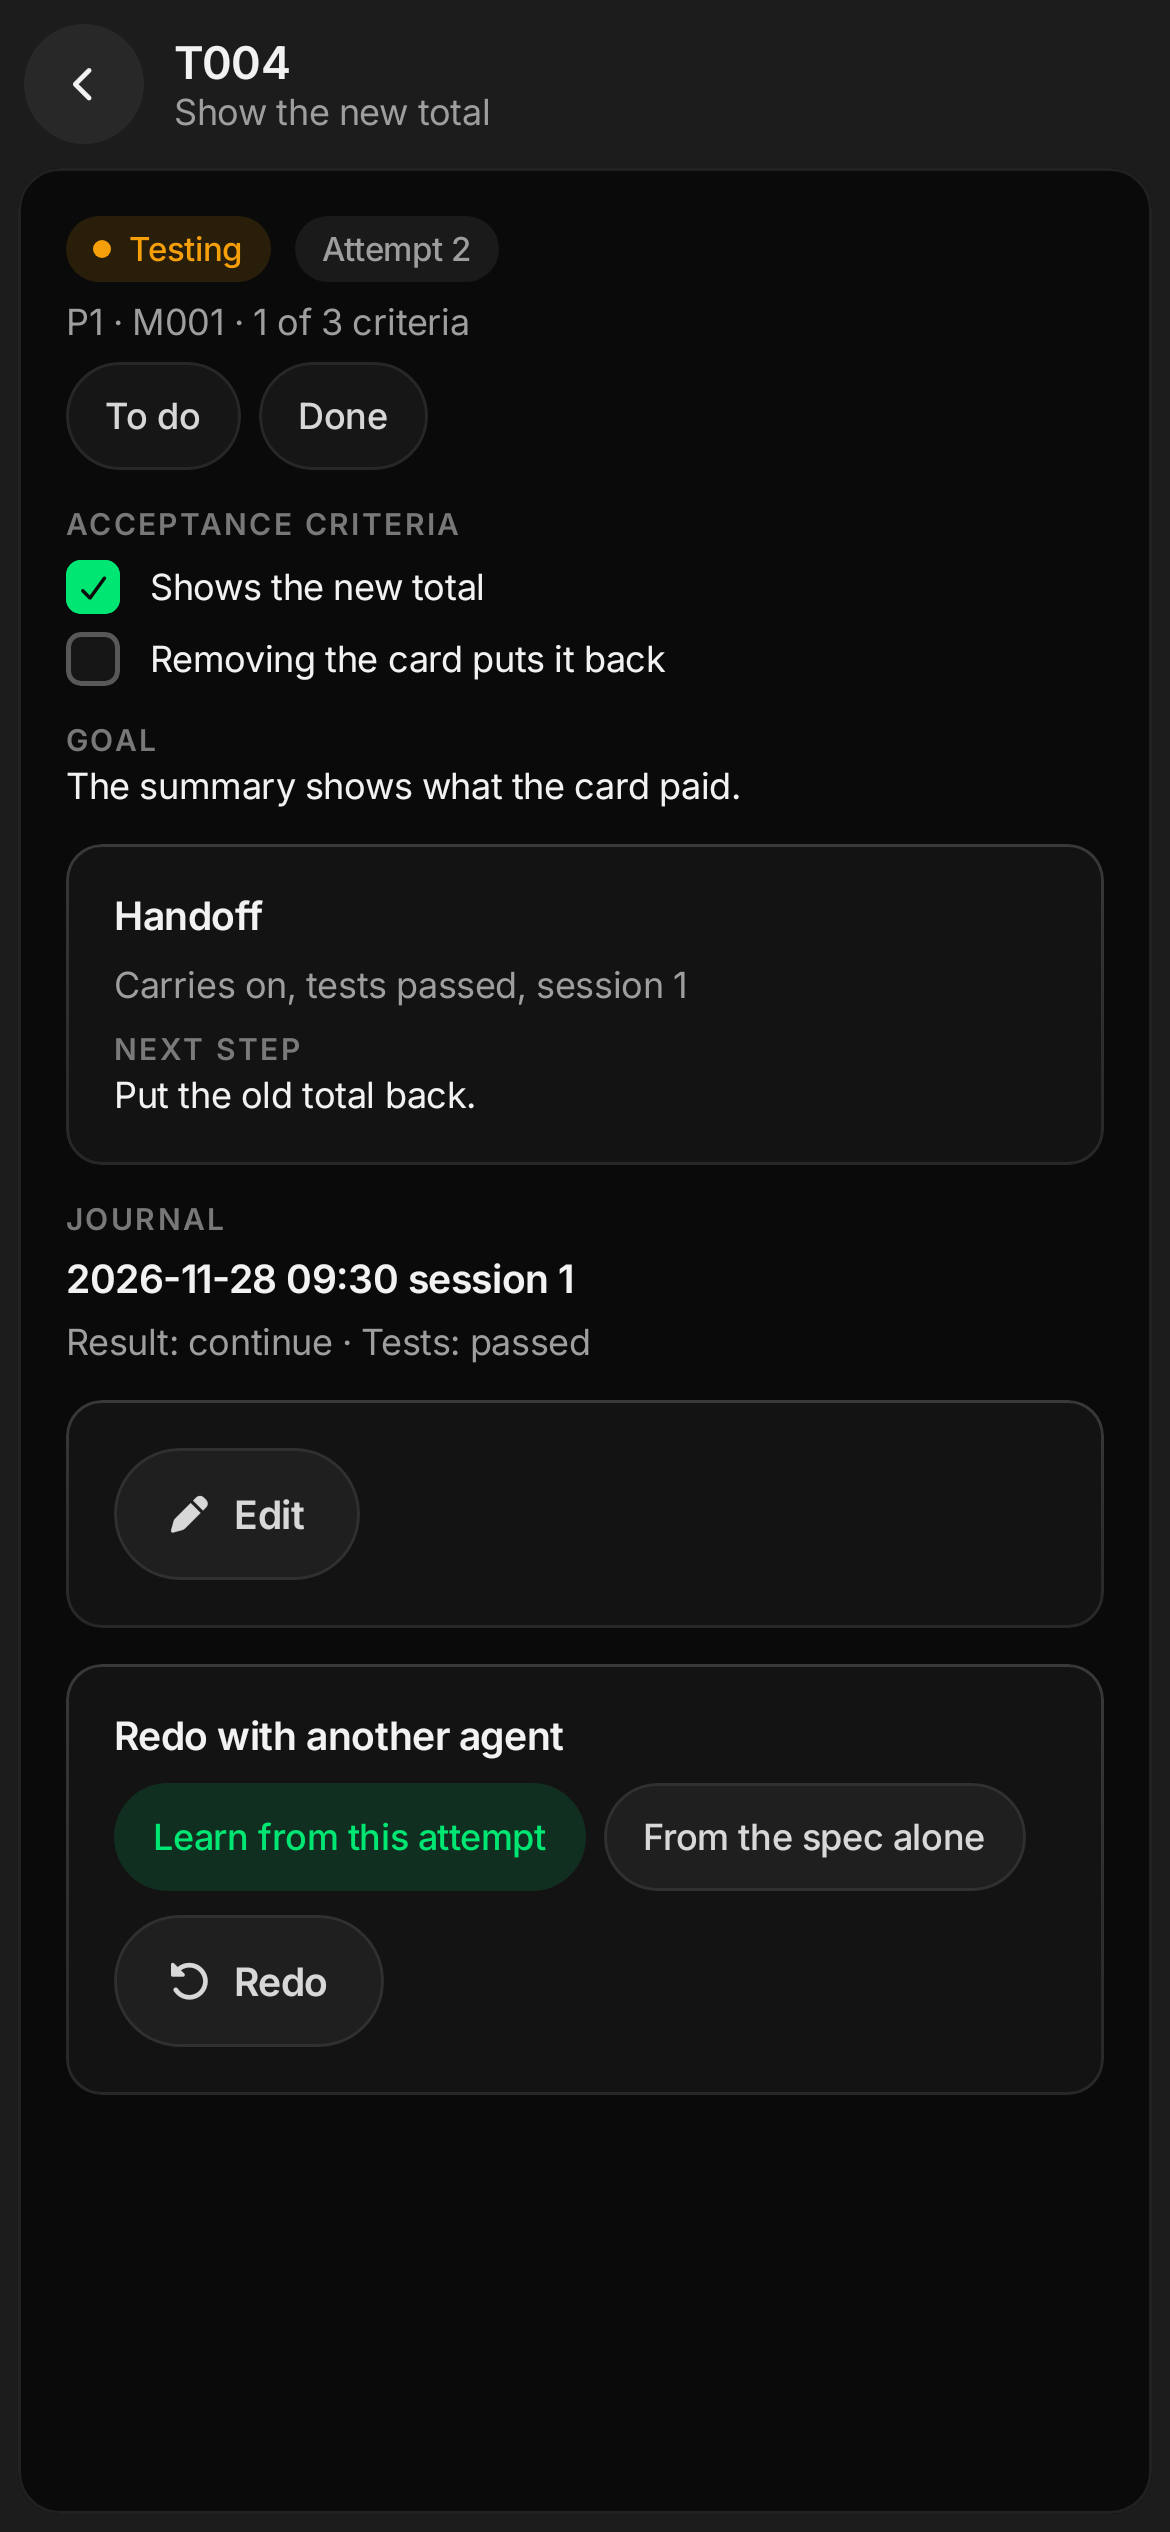 T004
Show the new total
Testing
Attempt 2
P1 · M001 · 1 of 3 criteria
To do
Done
ACCEPTANCE CRITERIA
Shows the new total
Removing the card puts it back
GOAL
The summary shows what the card paid.
Handoff
Carries on, tests passed, session 1
NEXT STEP
Put the old total back.
JOURNAL
2026-11-28 09:30 session 1
Result: continue · Tests: passed
Edit
Redo with another agent
Learn from this attempt
From the spec alone
Redo